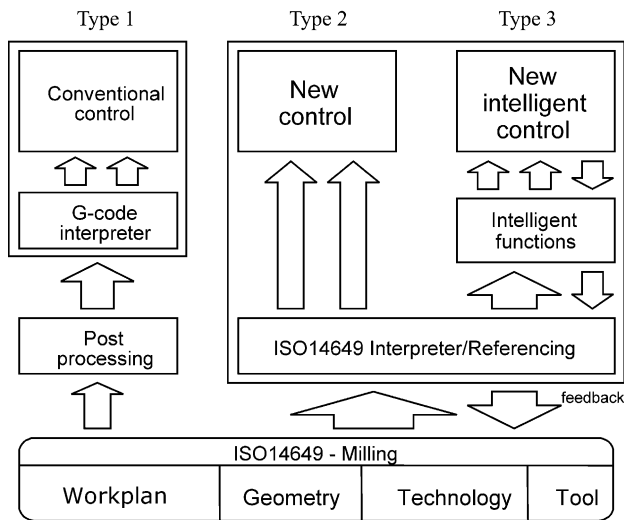 Type 1
Type 2
Type 3
Conventional
control
New
control
New
intelligent
control
G-code
interpreter
Intelligent
functions
Post
processing
ISO14649 Interpreter/Referencing
feedback
ISO14649 - Milling
Workplan
Geometry
Technology
Tool